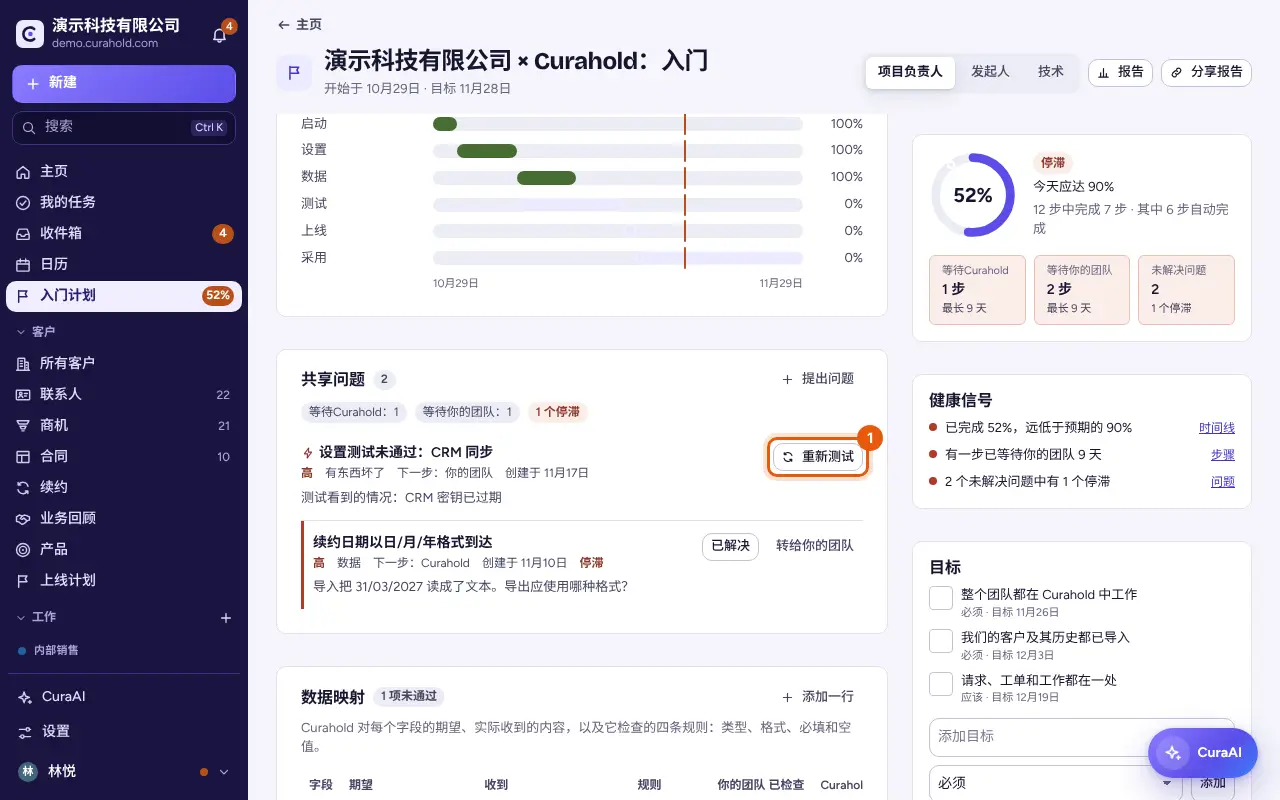 演示科技有限公司
demo.curahold.com
4
新建
搜索
Ctrl K
主页
我的任务
收件箱
4
日历
入门计划
52%
客户
所有客户
联系人
22
商机
21
合同
10
续约
业务回顾
产品
上线计划
工作
内部销售
CuraAI
设置
林
林悦
主页
演示科技有限公司 × Curahold：入门
开始于 10月29日 · 目标 11月28日
项目负责人
发起人
技术
报告
分享报告
启动
100%
设置
100%
数据
100%
测试
0%
上线
0%
采用
0%
10月29日
11月29日
共享问题
2
提出问题
等待Curahold：1
等待你的团队：1
1 个停滞
设置测试未通过：CRM 同步
高 有东西坏了 下一步：你的团队 创建于 11月17日
测试看到的情况：CRM 密钥已过期
重新测试
1
续约日期以日/月/年格式到达
高 数据 下一步：Curahold 创建于 11月10日 停滞
导入把 31/03/2027 读成了文本。导出应使用哪种格式？
已解决
转给你的团队
数据映射
1 项未通过
添加一行
Curahold 对每个字段的期望、实际收到的内容，以及它检查的四条规则：类型、格式、必填和空
值。
字段 期望 收到 规则 你的团队 已检查 Curahol
52%
停滞
今天应达 90%
12 步中完成 7 步 · 其中 6 步自动完
成
等待Curahold
1 步
最长 9 天
等待你的团队
2 步
最长 9 天
未解决问题
2
1 个停滞
健康信号
已完成 52%，远低于预期的 90%
时间线
有一步已等待你的团队 9 天
步骤
2 个未解决问题中有 1 个停滞
问题
目标
整个团队都在 Curahold 中工作
必须 · 目标 11月26日
我们的客户及其历史都已导入
必须 · 目标 12月3日
请求、工单和工作都在一处
应该 · 目标 12月19日
添加目标
必须
添加
CuraAI